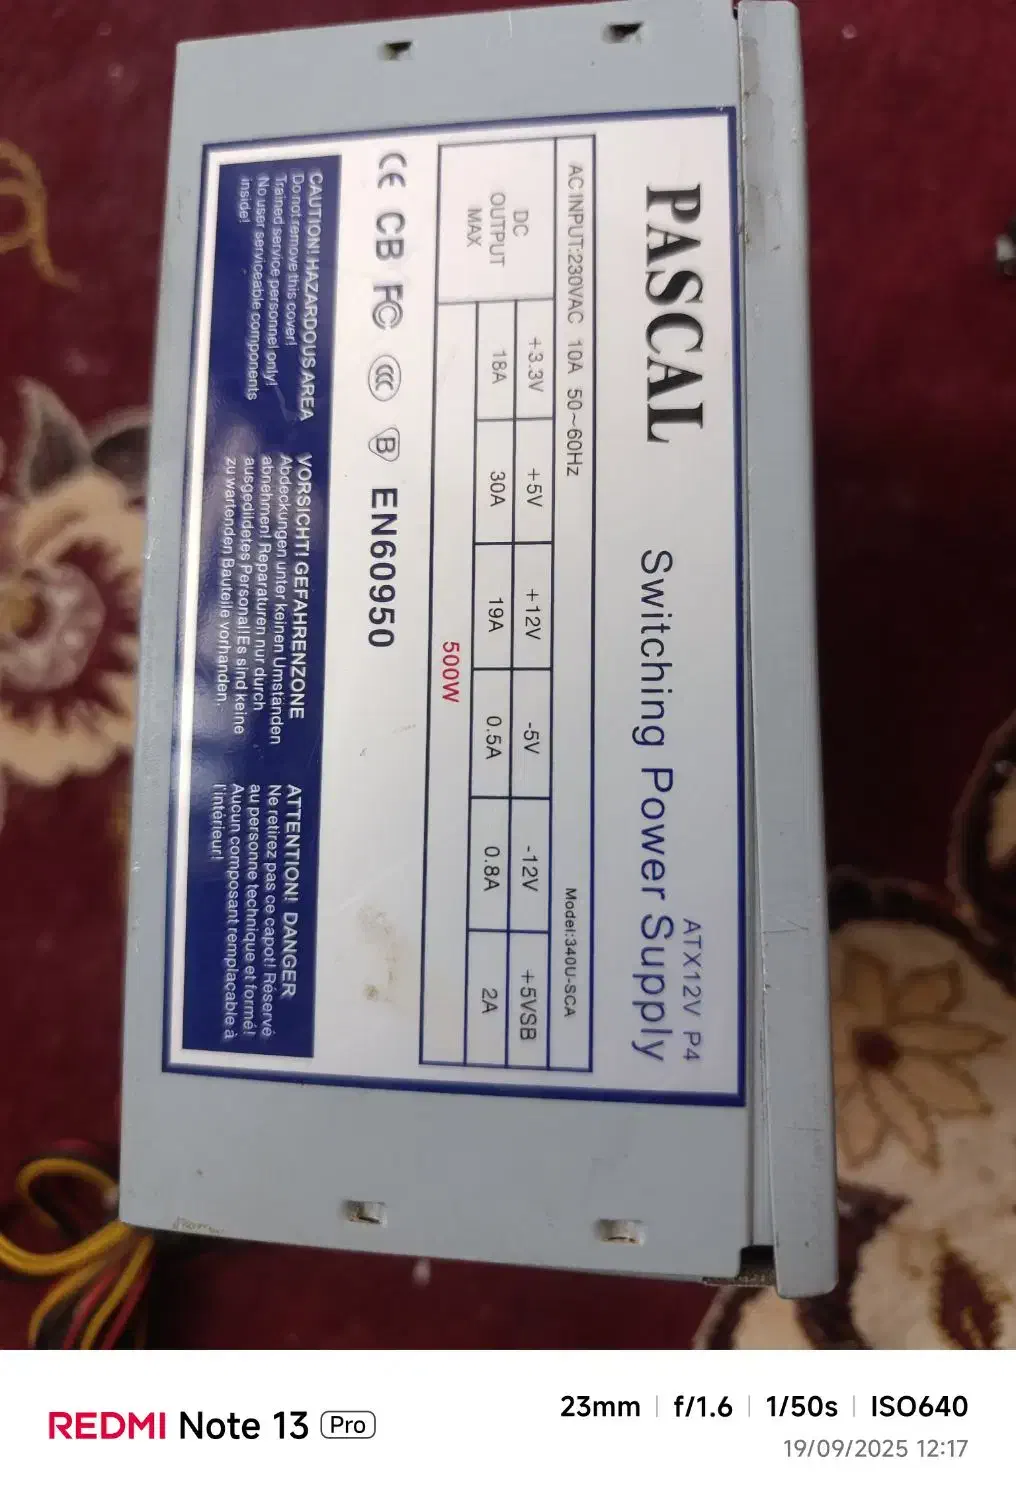 PASCAL
Switching Power Supply
ATX12V P4
AC INPUT:230VAC 10A 50~60Hz
Model:340U-SCA
DC OUTPUT MAX
+3.3V +5V +12V -5V -12V +5VSB
18A 30A 19A 0.5A 0.8A 2A
500W
CE CB FC CCC B EN60950
CAUTION! HAZARDOUS AREA
Do not remove this cover!
Trained service personnel only!
No user serviceable components
inside!
VORSICHT! GEFAHRENZONE
Abdeckungen unter keinen Umständen
abnehmen! Reparaturen nur durch
ausgedildetes Personal! Es sind keine
zu wartenden Bauteile vorhanden.
ATTENTION! DANGER
Ne retirez pas ce capot! Réservé
au personne technique et formé!
Aucun composant remplaçable à
l'intérieur!
REDMI Note 13 Pro
23mm | f/1.6 | 1/50s | ISO640
19/09/2025 12:17